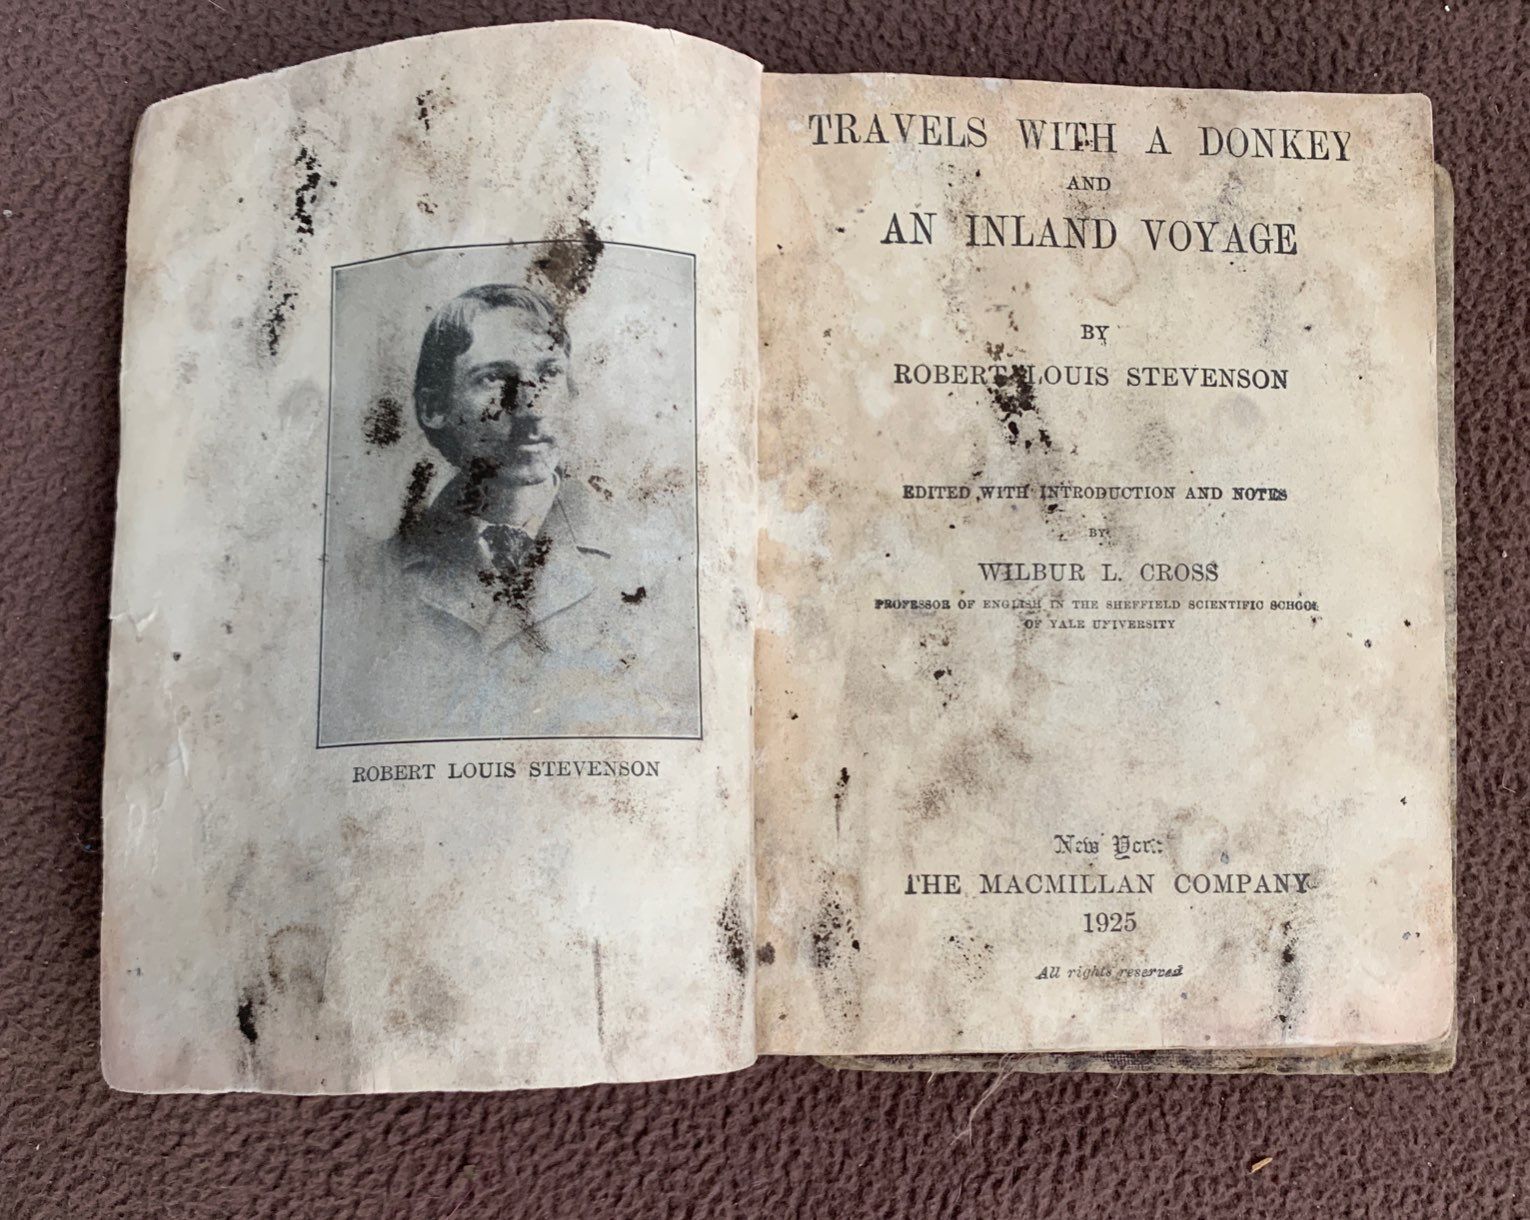 ROBERT LOUIS STEVENSON
TRAVELS WITH A DONKEY
AND
AN INLAND VOYAGE
BY
ROBERT LOUIS STEVENSON
EDITED WITH INTRODUCTION AND NOTES
BY
WILBUR L. CROSS
PROFESSOR OF ENGLISH IN THE SHEFFIELD SCIENTIFIC SCHOOL
OF YALE UNIVERSITY
New York
THE MACMILLAN COMPANY
1925
All rights reserved